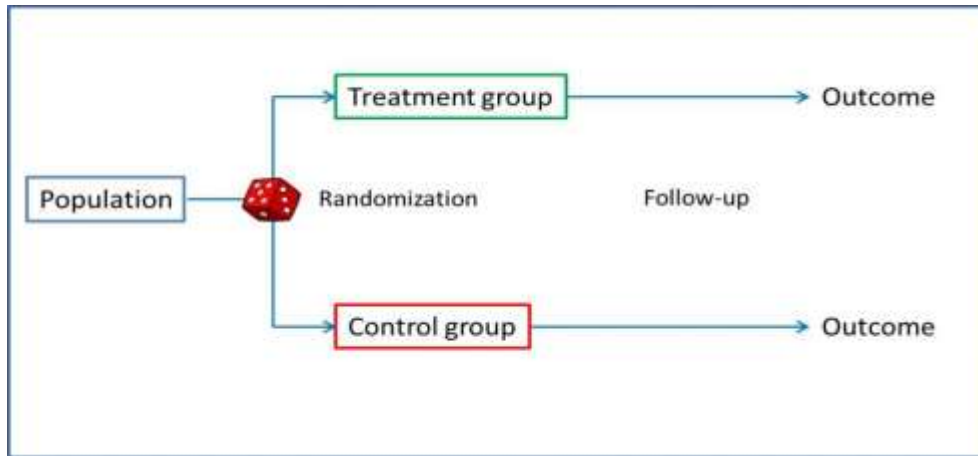 Treatment group
Outcome
Population
Randomization
Follow-up
Control group
Outcome